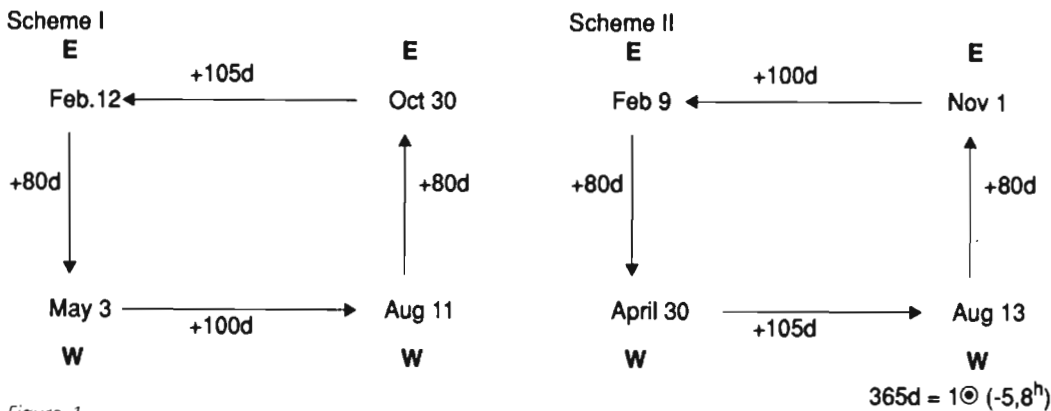 Scheme I
E E
+105d
Feb.12 Oct 30
+80d +80d
May 3 Aug 11
+100d
W W
Scheme II
E E
+100d
Feb 9 Nov 1
+80d +80d
April 30 Aug 13
+105d
W W
365d = 1☉ (-5,8ʰ)
Figure 1